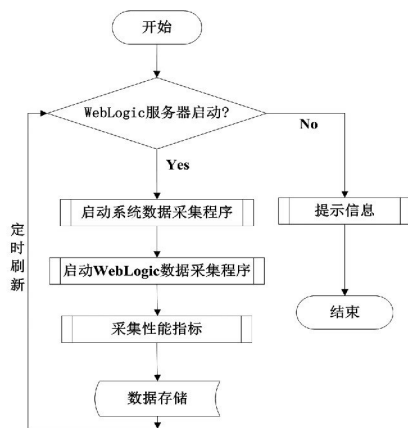 开始
WebLogic服务器启动?
No
Yes
启动系统数据采集程序
提示信息
启动WebLogic数据采集程序
定时刷新
采集性能指标
结束
数据存储